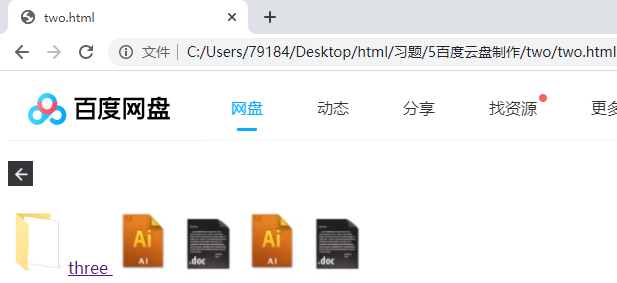 two.html
文件 C:/Users/79184/Desktop/html/习题/5百度云盘制作/two/two.html
百度网盘 网盘 动态 分享 找资源 更多
three Ai AI .doc Ai AI .doc